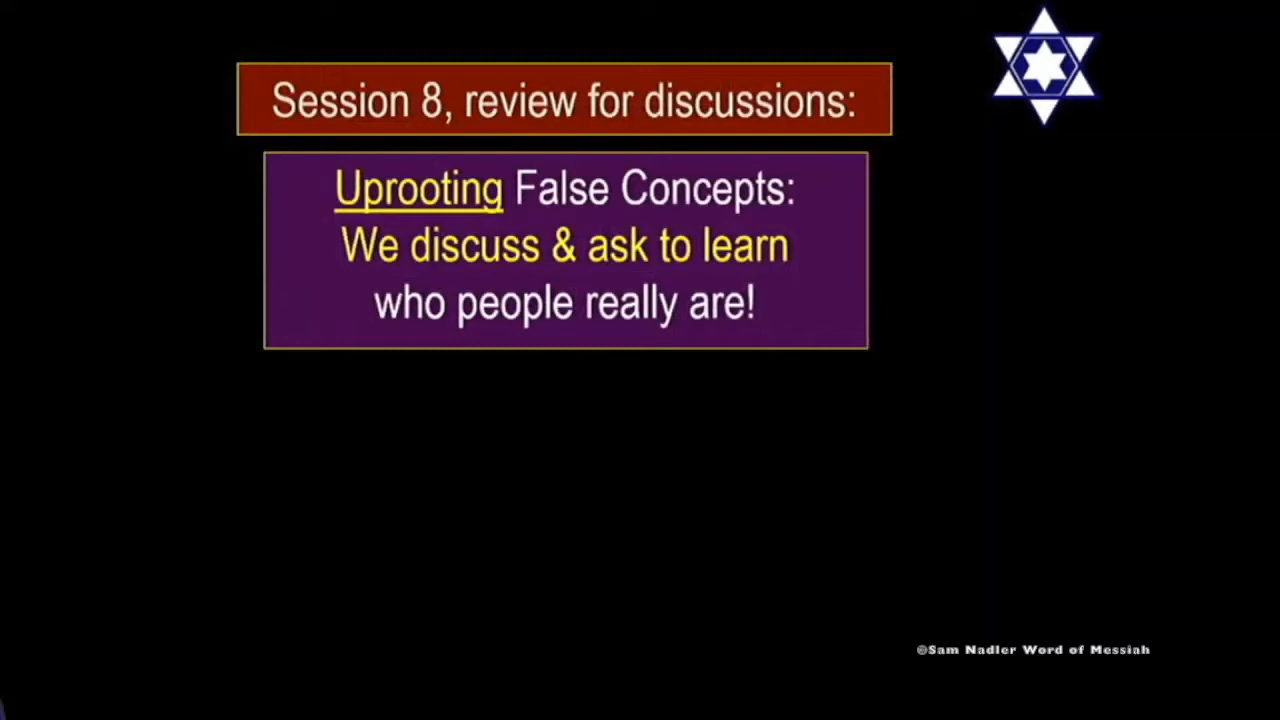 Session 8, review for discussions:
Uprooting False Concepts:
We discuss & ask to learn
who people really are!
©Sam Nadler Word of Messiah